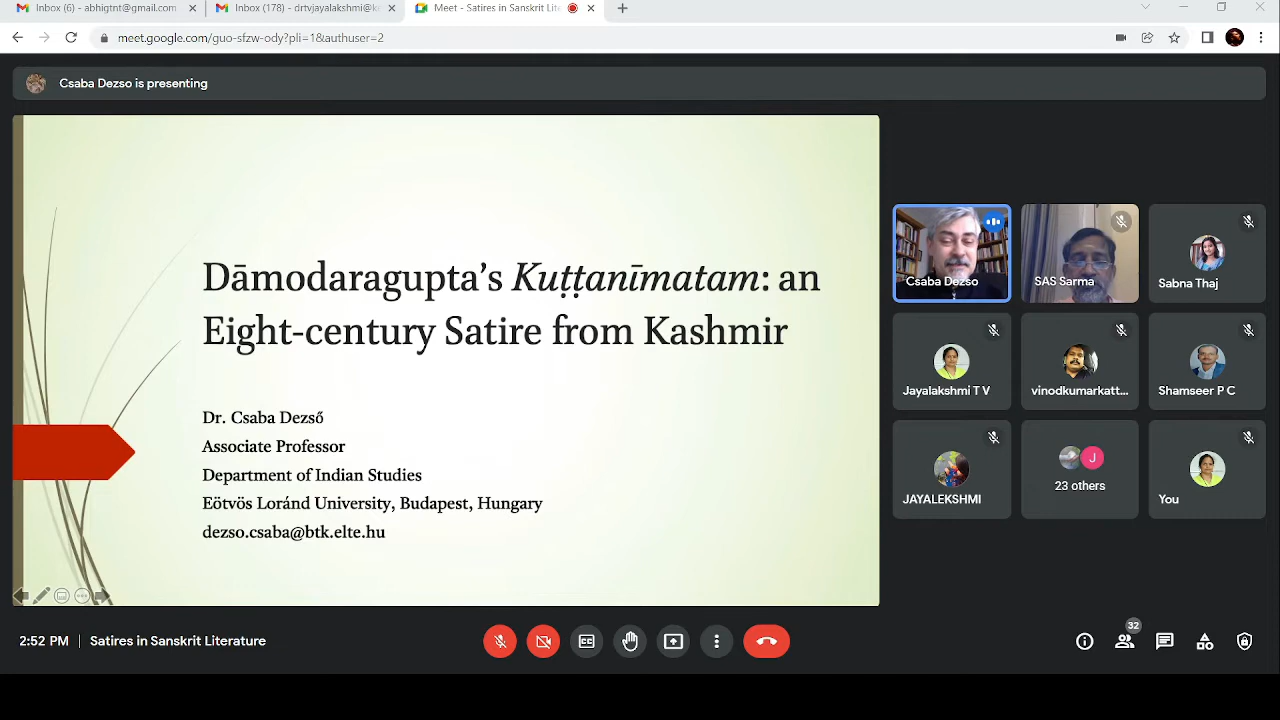 Inbox (6) - abhigtnt@gmail.com
Inbox (178) - drtvjayalakshmi@k
Meet - Satires in Sanskrit Lite
meet.google.com/guo-sfzw-ody?pli=1&authuser=2
Csaba Dezso is presenting
Dāmodaragupta’s Kuṭṭanīmatam: an
Eight-century Satire from Kashmir
Dr. Csaba Dezső
Associate Professor
Department of Indian Studies
Eötvös Loránd University, Budapest, Hungary
dezso.csaba@btk.elte.hu
Csaba Dezso
SAS Sarma
Sabna Thaj
Jayalakshmi T V
vinodkumarkatt...
Shamseer P C
JAYALEKSHMI
J
23 others
You
2:52 PM | Satires in Sanskrit Literature
CC
32